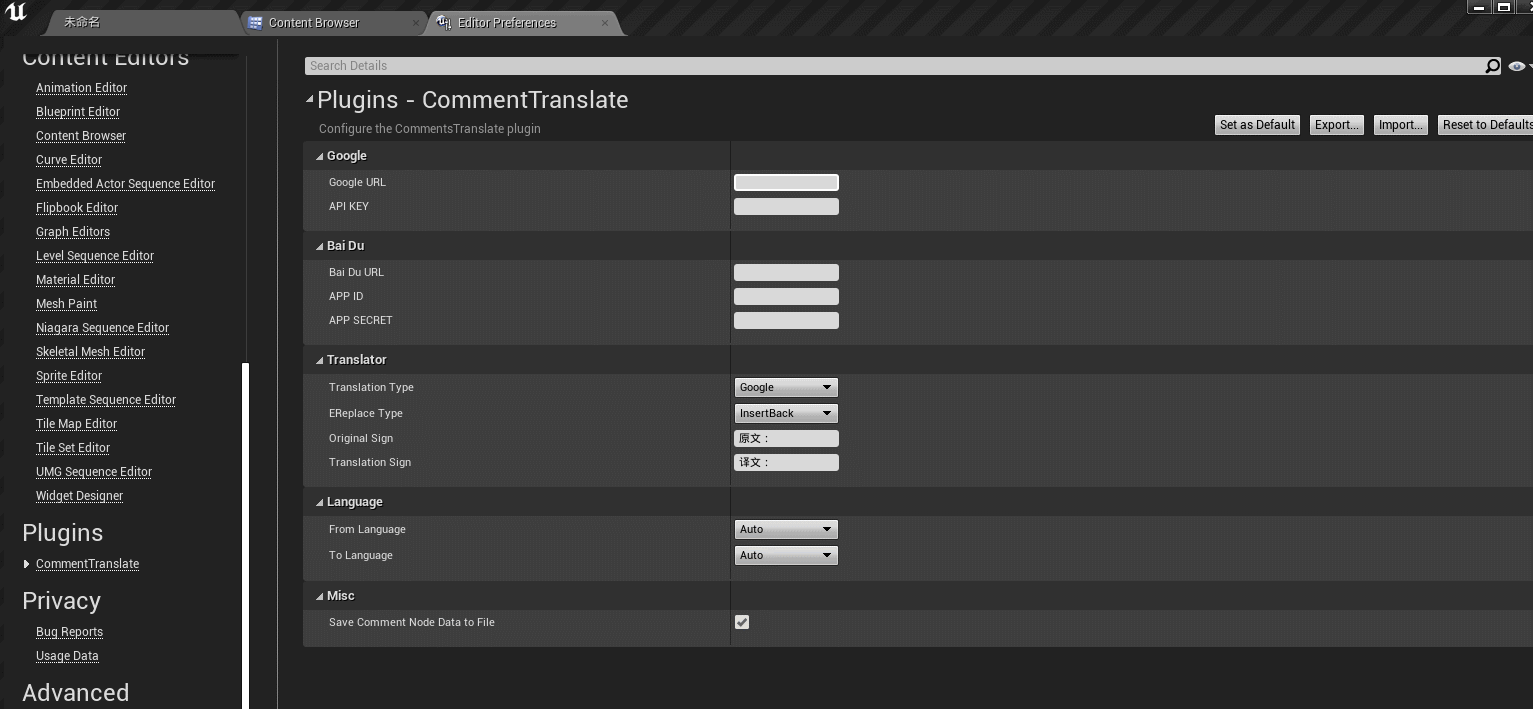 未命名
Content Browser
Editor Preferences
Content Editors
Animation Editor
Blueprint Editor
Content Browser
Curve Editor
Embedded Actor Sequence Editor
Flipbook Editor
Graph Editors
Level Sequence Editor
Material Editor
Mesh Paint
Niagara Sequence Editor
Skeletal Mesh Editor
Sprite Editor
Template Sequence Editor
Tile Map Editor
Tile Set Editor
UMG Sequence Editor
Widget Designer
Plugins
CommentTranslate
Privacy
Bug Reports
Usage Data
Advanced
Search Details
Plugins - CommentTranslate
Configure the CommentsTranslate plugin
Set as Default
Export...
Import...
Reset to Defaults
Google
Google URL
API KEY
Bai Du
Bai Du URL
APP ID
APP SECRET
Translator
Translation Type
Google
EReplace Type
InsertBack
Original Sign
原文：
Translation Sign
译文：
Language
From Language
Auto
To Language
Auto
Misc
Save Comment Node Data to File